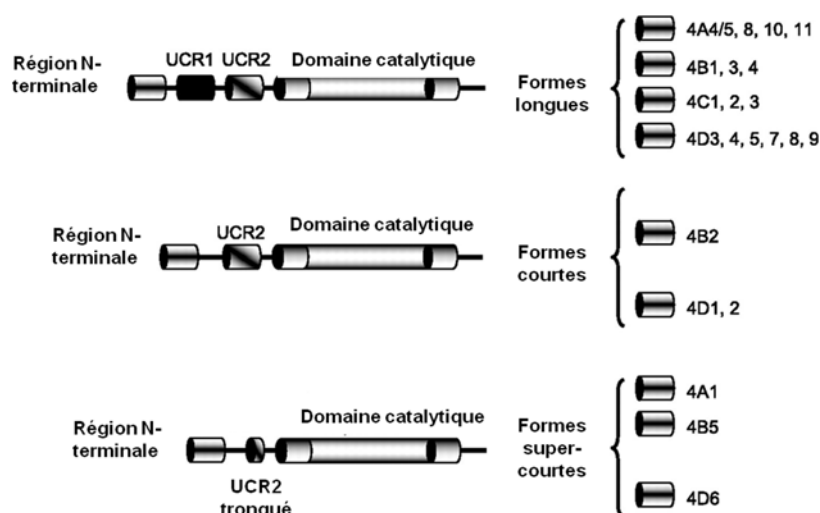 Région N-
terminale
UCR1
UCR2
Domaine catalytique
Formes
longues
4A4/5, 8, 10, 11
4B1, 3, 4
4C1, 2, 3
4D3, 4, 5, 7, 8, 9
Région N-
terminale
UCR2
Domaine catalytique
Formes
courtes
4B2
4D1, 2
Région N-
terminale
UCR2
tronqué
Domaine catalytique
Formes
super-
courtes
4A1
4B5
4D6